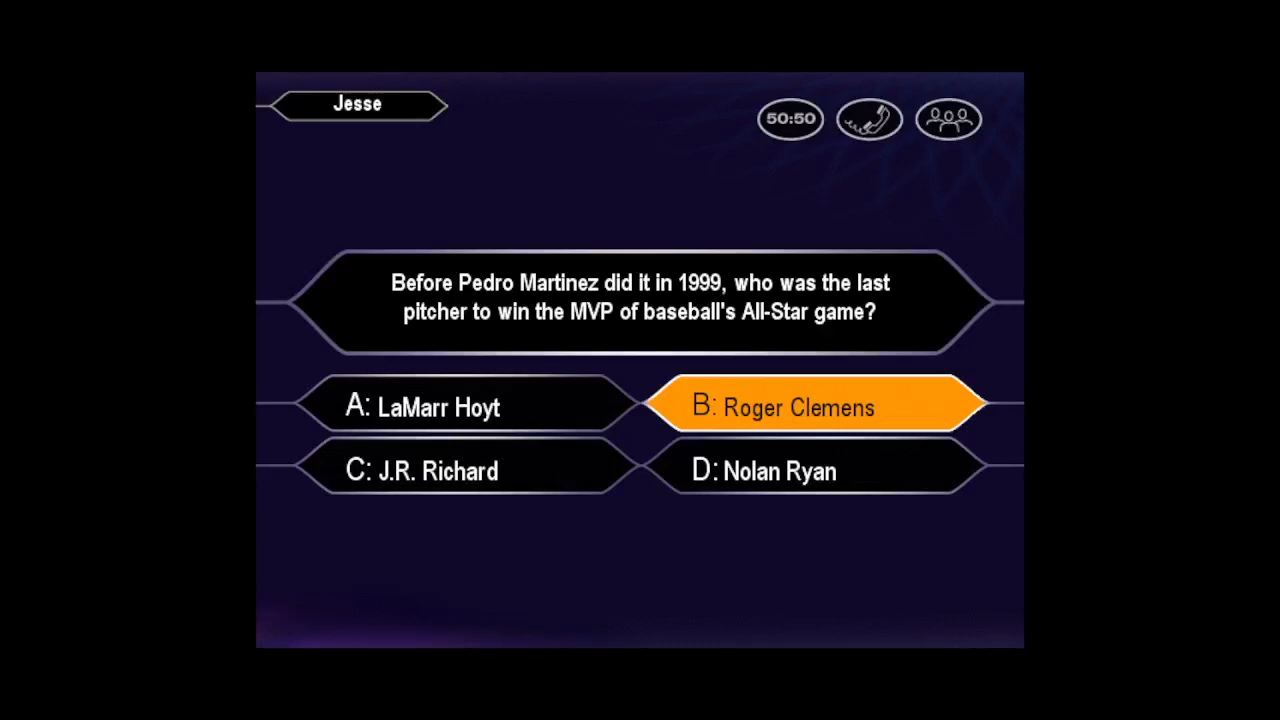 Jesse
50:50
Before Pedro Martinez did it in 1999, who was the last
pitcher to win the MVP of baseball's All-Star game?
A: LaMarr Hoyt
B: Roger Clemens
C: J.R. Richard
D: Nolan Ryan